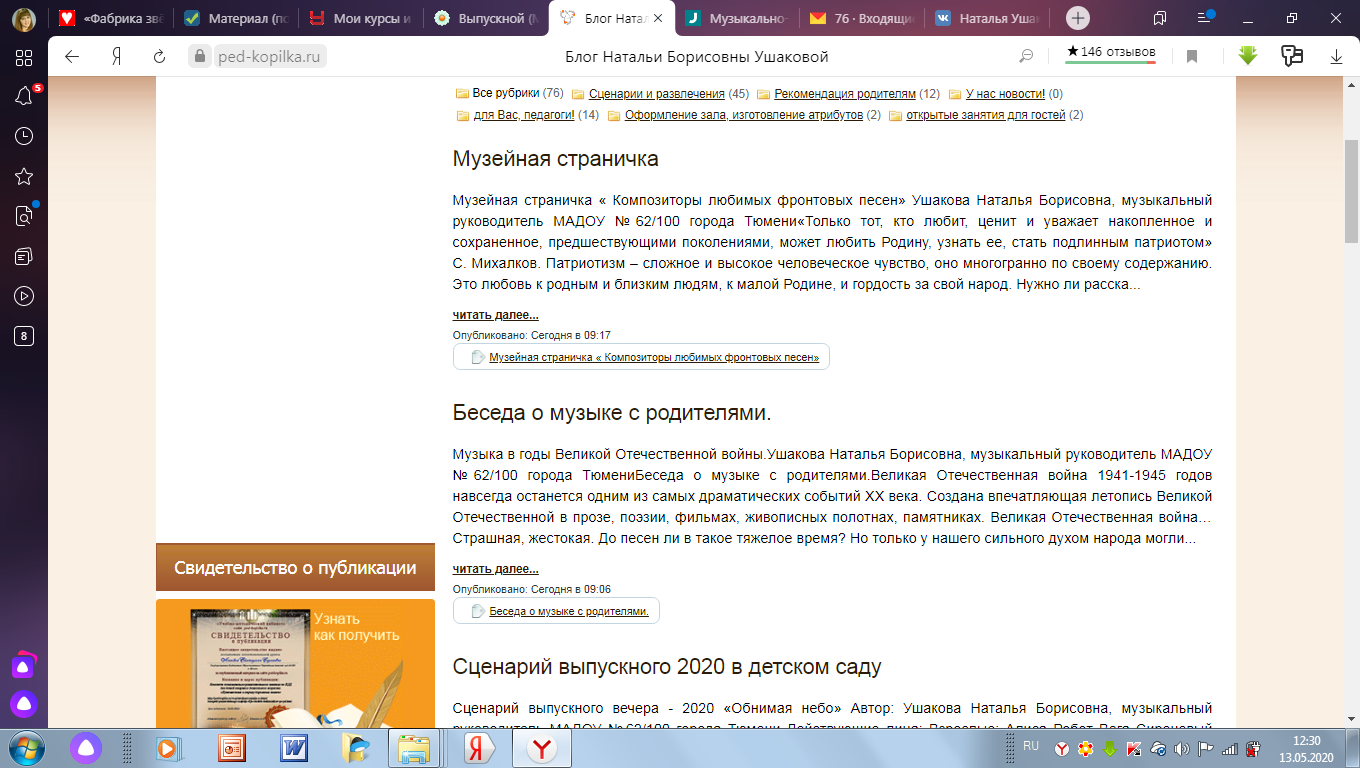 «Фабрика звё
Материал (по
Мои курсы и
Выпускной (М
Блог Натал
Музыкально-
76 · Входящие
Наталья Ушак
ped-kopilka.ru
Блог Натальи Борисовны Ушаковой
★146 отзывов
5
8
Все рубрики (76) Сценарии и развлечения (45) Рекомендация родителям (12) У нас новости! (0)
для Вас, педагоги! (14) Оформление зала, изготовление атрибутов (2) открытые занятия для гостей (2)
Музейная страничка
Музейная страничка « Композиторы любимых фронтовых песен» Ушакова Наталья Борисовна, музыкальный
руководитель МАДОУ № 62/100 города Тюмени«Только тот, кто любит, ценит и уважает накопленное и
сохраненное, предшествующими поколениями, может любить Родину, узнать ее, стать подлинным патриотом»
С. Михалков. Патриотизм – сложное и высокое человеческое чувство, оно многогранно по своему содержанию.
Это любовь к родным и близким людям, к малой Родине, и гордость за свой народ. Нужно ли расска...
читать далее...
Опубликовано: Сегодня в 09:17
Музейная страничка « Композиторы любимых фронтовых песен»
Беседа о музыке с родителями.
Музыка в годы Великой Отечественной войны.Ушакова Наталья Борисовна, музыкальный руководитель МАДОУ
№ 62/100 города ТюмениБеседа о музыке с родителями.Великая Отечественная война 1941-1945 годов
навсегда останется одним из самых драматических событий XX века. Создана впечатляющая летопись Великой
Отечественной в прозе, поэзии, фильмах, живописных полотнах, памятниках. Великая Отечественная война…
Страшная, жестокая. До песен ли в такое тяжелое время? Но только у нашего сильного духом народа могли...
читать далее...
Опубликовано: Сегодня в 09:06
Беседа о музыке с родителями.
Сценарий выпускного 2020 в детском саду
Сценарий выпускного вечера - 2020 «Обнимая небо» Автор: Ушакова Наталья Борисовна, музыкальный
Свидетельство о публикации
Узнать
как получить
СВИДЕТЕЛЬСТВО
о публикации
RU
12:30
13.05.2020